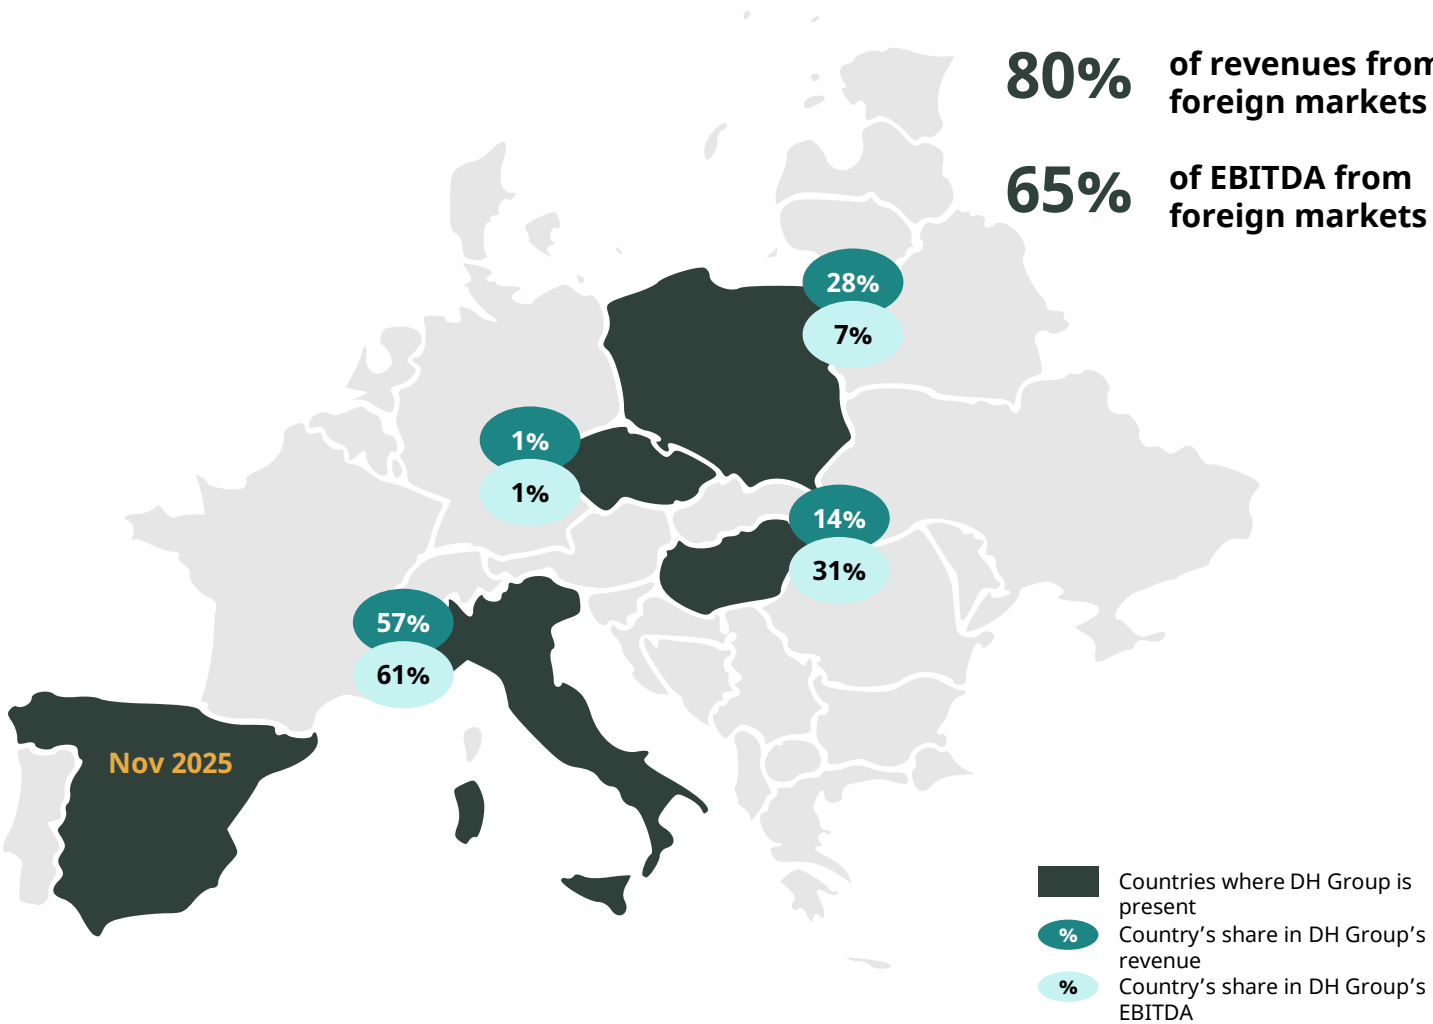 80%
of revenues from
foreign markets
65%
of EBITDA from
foreign markets
28%
7%
1%
1%
14%
31%
57%
61%
Nov 2025
Countries where DH Group is
present
%
Country’s share in DH Group’s
revenue
%
Country’s share in DH Group’s
EBITDA